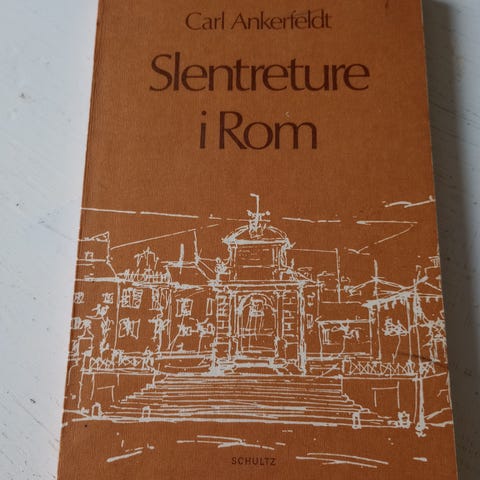 Carl Ankerfeldt
Slentreture
i Rom
SCHULTZ